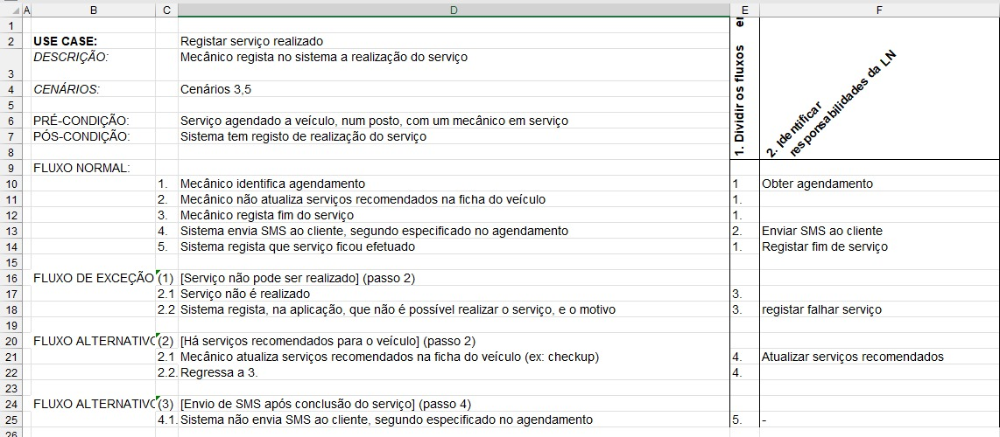 A B C D E F
1
2 USE CASE: Registar serviço realizado
3 DESCRIÇÃO: Mecânico regista no sistema a realização do serviço
4 CENÁRIOS: Cenários 3,5
5
6 PRÉ-CONDIÇÃO: Serviço agendado a veículo, num posto, com um mecânico em serviço
7 PÓS-CONDIÇÃO: Sistema tem registo de realização do serviço
8
1. Dividir os fluxos
2. Identificar
responsabilidades da LN
9 FLUXO NORMAL:
10 1. Mecânico identifica agendamento 1 Obter agendamento
11 2. Mecânico não atualiza serviços recomendados na ficha do veículo 1.
12 3. Mecânico regista fim do serviço 1.
13 4. Sistema envia SMS ao cliente, segundo especificado no agendamento 2. Enviar SMS ao cliente
14 5. Sistema regista que serviço ficou efetuado 1. Registar fim de serviço
15
16 FLUXO DE EXCEÇÃO (1) [Serviço não pode ser realizado] (passo 2)
17 2.1 Serviço não é realizado 3.
18 2.2 Sistema regista, na aplicação, que não é possível realizar o serviço, e o motivo 3. registar falhar serviço
19
20 FLUXO ALTERNATIVO (2) [Há serviços recomendados para o veículo] (passo 2)
21 2.1 Mecânico atualiza serviços recomendados na ficha do veículo (ex: checkup) 4. Atualizar serviços recomendados
22 2.2. Regressa a 3. 4.
23
24 FLUXO ALTERNATIVO (3) [Envio de SMS após conclusão do serviço] (passo 4)
25 4.1. Sistema não envia SMS ao cliente, segundo especificado no agendamento 5. -
26